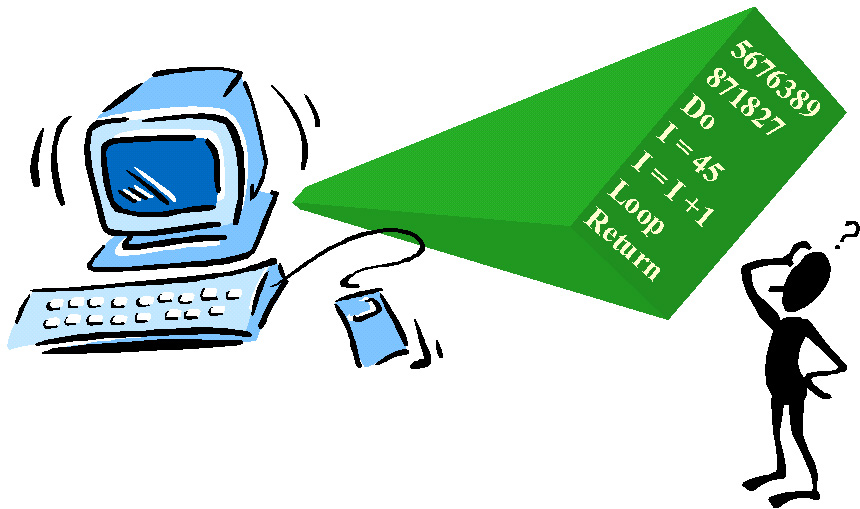 5676389
871827
Do
I = 45
I = I +1
Loop
Return
?